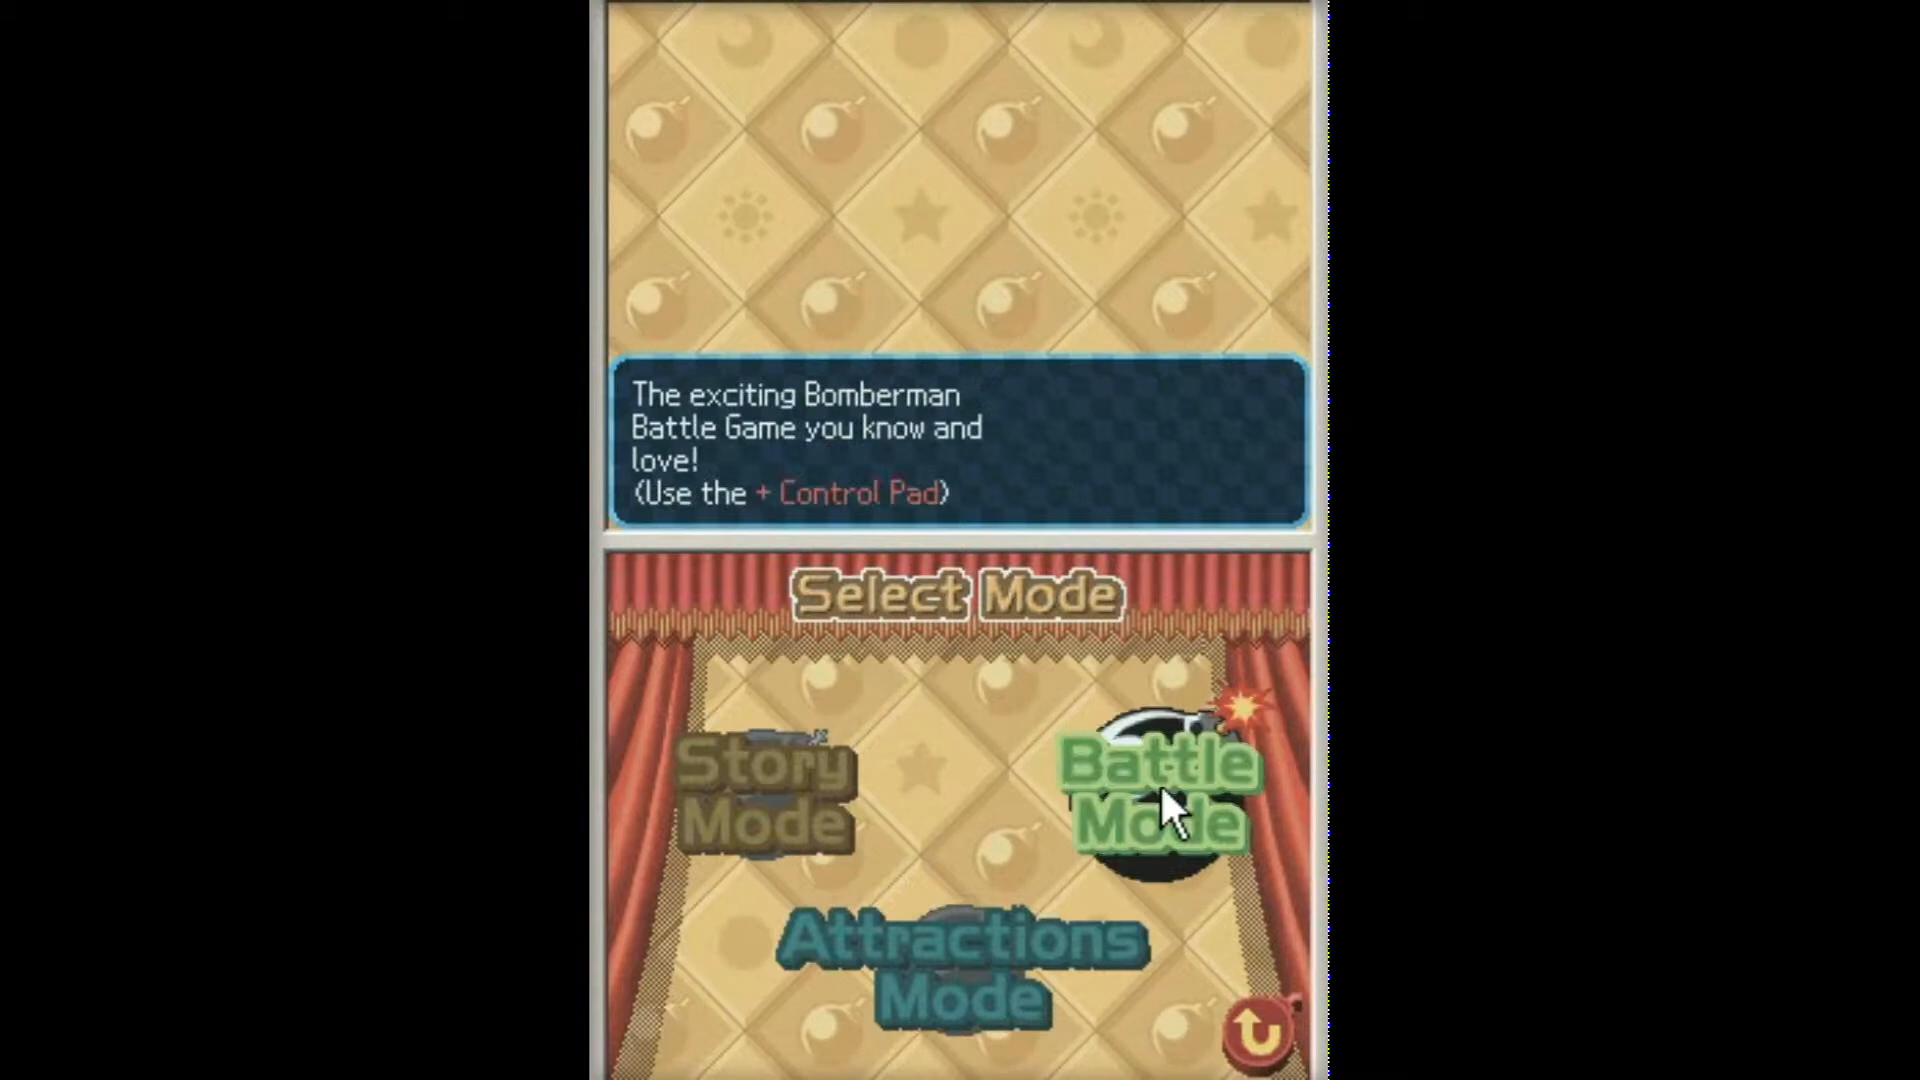 The exciting Bomberman
Battle Game you know and
love!
(Use the + Control Pad)
Select Mode
Story
Mode
Battle
Mode
Attractions
Mode